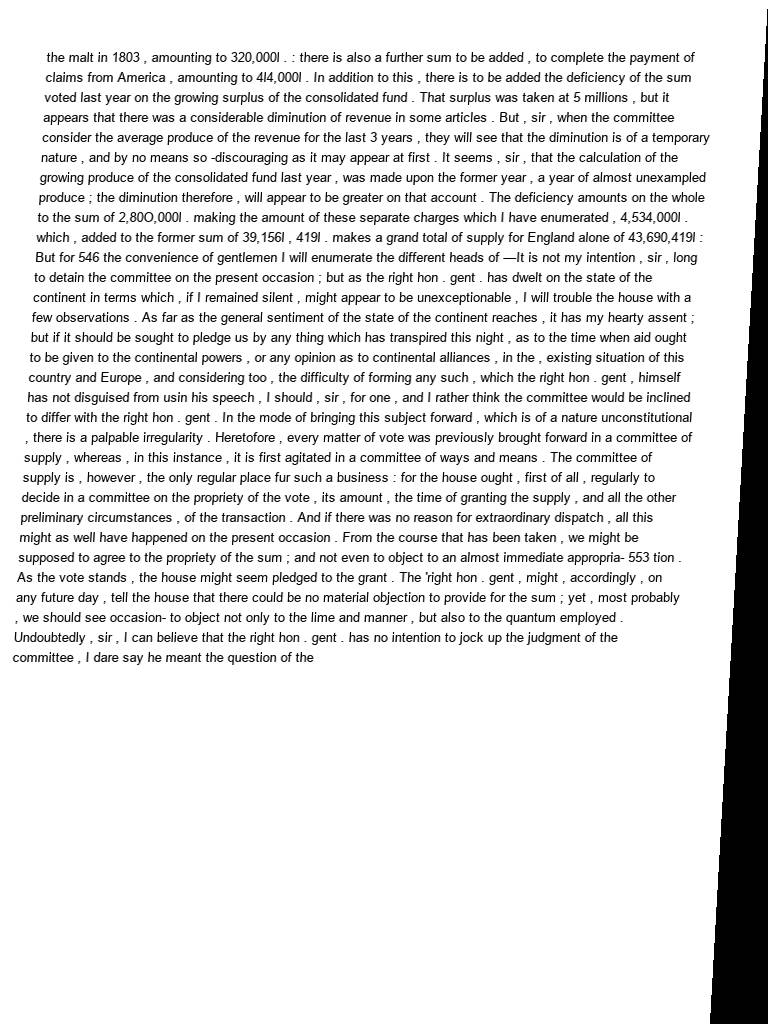 the malt in 1803 , amounting to 320,000l . : there is also a further sum to be added , to complete the payment of
claims from America , amounting to 4l4,000l . In addition to this , there is to be added the deficiency of the sum
voted last year on the growing surplus of the consolidated fund . That surplus was taken at 5 millions , but it
appears that there was a considerable diminution of revenue in some articles . But , sir , when the committee
consider the average produce of the revenue for the last 3 years , they will see that the diminution is of a temporary
nature , and by no means so -discouraging as it may appear at first . It seems , sir , that the calculation of the
growing produce of the consolidated fund last year , was made upon the former year , a year of almost unexampled
produce ; the diminution therefore , will appear to be greater on that account . The deficiency amounts on the whole
to the sum of 2,80O,000l . making the amount of these separate charges which I have enumerated , 4,534,000l .
which , added to the former sum of 39,156l , 419l . makes a grand total of supply for England alone of 43,690,419l :
But for 546 the convenience of gentlemen I will enumerate the different heads of —It is not my intention , sir , long
to detain the committee on the present occasion ; but as the right hon . gent . has dwelt on the state of the
continent in terms which , if I remained silent , might appear to be unexceptionable , I will trouble the house with a
few observations . As far as the general sentiment of the state of the continent reaches , it has my hearty assent ;
but if it should be sought to pledge us by any thing which has transpired this night , as to the time when aid ought
to be given to the continental powers , or any opinion as to continental alliances , in the , existing situation of this
country and Europe , and considering too , the difficulty of forming any such , which the right hon . gent , himself
has not disguised from usin his speech , I should , sir , for one , and I rather think the committee would be inclined
to differ with the right hon . gent . In the mode of bringing this subject forward , which is of a nature unconstitutional
, there is a palpable irregularity . Heretofore , every matter of vote was previously brought forward in a committee of
supply , whereas , in this instance , it is first agitated in a committee of ways and means . The committee of
supply is , however , the only regular place fur such a business : for the house ought , first of all , regularly to
decide in a committee on the propriety of the vote , its amount , the time of granting the supply , and all the other
preliminary circumstances , of the transaction . And if there was no reason for extraordinary dispatch , all this
might as well have happened on the present occasion . From the course that has been taken , we might be
supposed to agree to the propriety of the sum ; and not even to object to an almost immediate appropria- 553 tion .
As the vote stands , the house might seem pledged to the grant . The 'right hon . gent , might , accordingly , on
any future day , tell the house that there could be no material objection to provide for the sum ; yet , most probably
, we should see occasion- to object not only to the lime and manner , but also to the quantum employed .
Undoubtedly , sir , I can believe that the right hon . gent . has no intention to jock up the judgment of the
committee , I dare say he meant the question of the